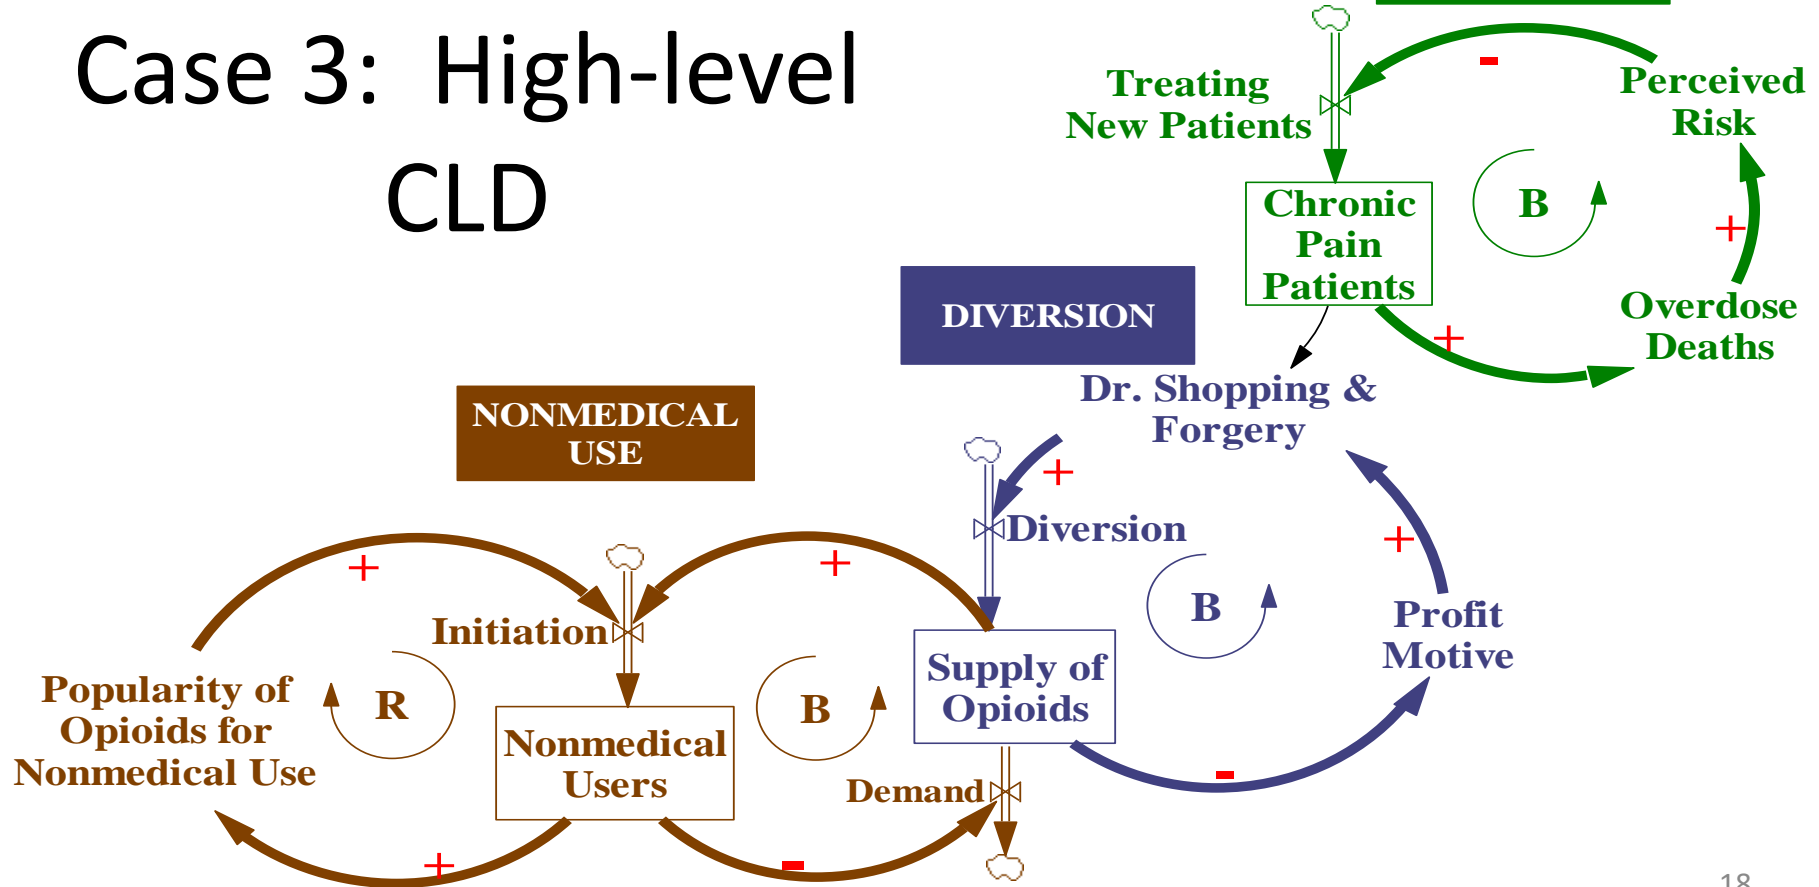 Case 3:  High-level
CLD
Treating
New Patients
-
Perceived
Risk
Chronic
Pain
Patients
B
+
Overdose
Deaths
+
DIVERSION
Dr. Shopping &
Forgery
NONMEDICAL
USE
+
Diversion
+
B
Profit
Motive
+
+
Initiation
Popularity of
Opioids for
Nonmedical Use
R
B
Supply of
Opioids
Nonmedical
Users
Demand
-
+
-
18